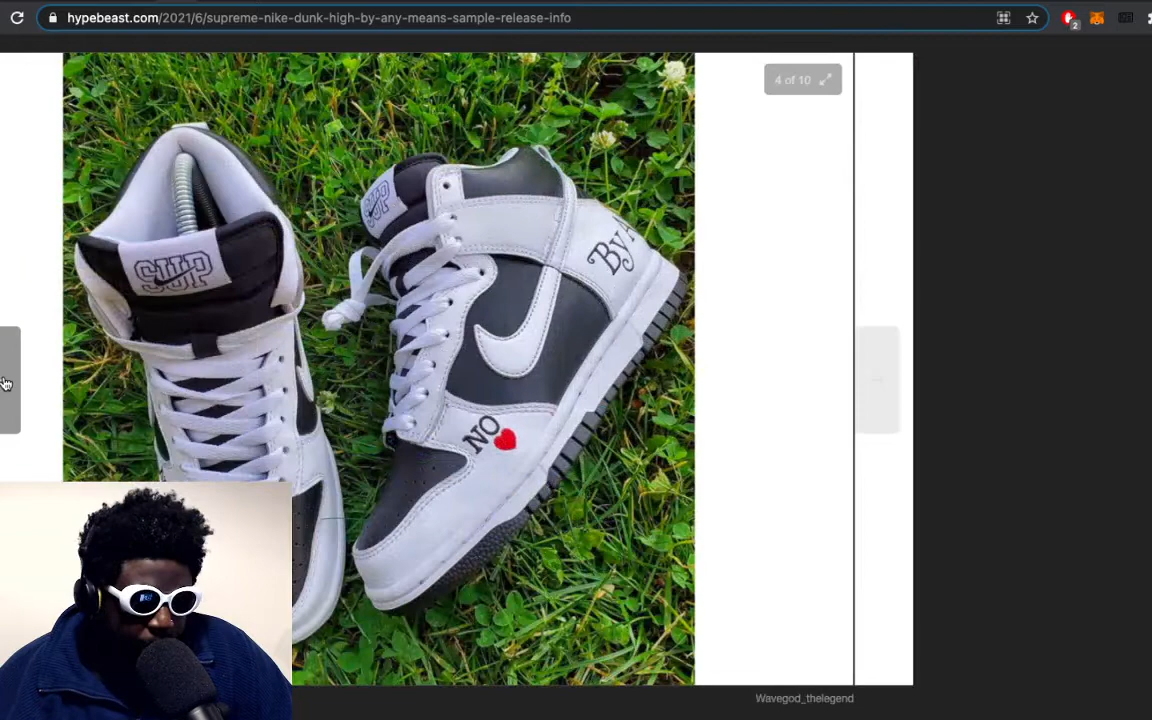 hypebeast.com/2021/6/supreme-nike-dunk-high-by-any-means-sample-release-info
2
4 of 10
SUP
SUP
By A
NO
Wavegod_thelegend